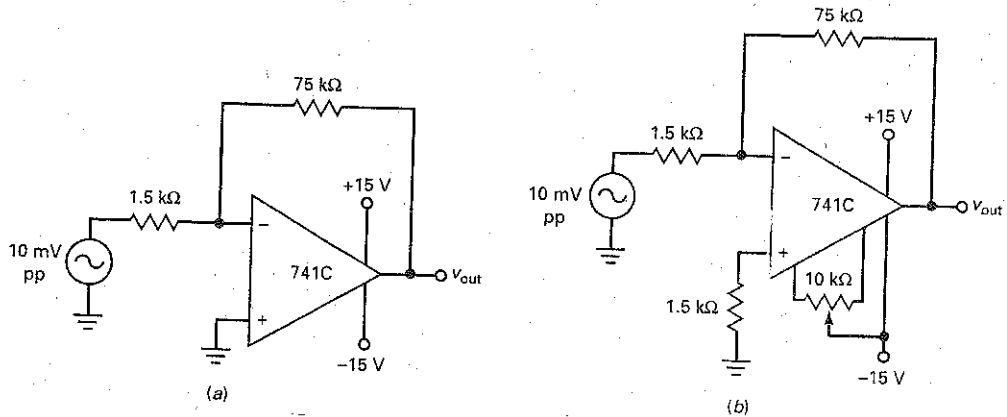 75 kΩ
1.5 kΩ
+15 V
10 mV
pp
−
741C
+
v_out
−15 V
(a)
75 kΩ
+15 V
1.5 kΩ
10 mV
pp
−
741C
+
v_out
10 kΩ
1.5 kΩ
−15 V
(b)